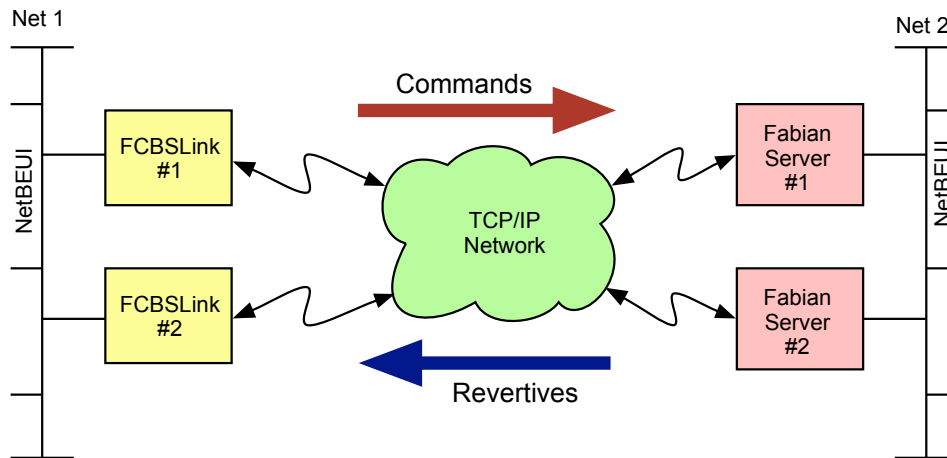 Net 1
Net 2
Commands
NetBEUI
FCBSLink
#1
TCP/IP
Network
Fabian
Server
#1
NetBEUI
FCBSLink
#2
Fabian
Server
#2
Revertives